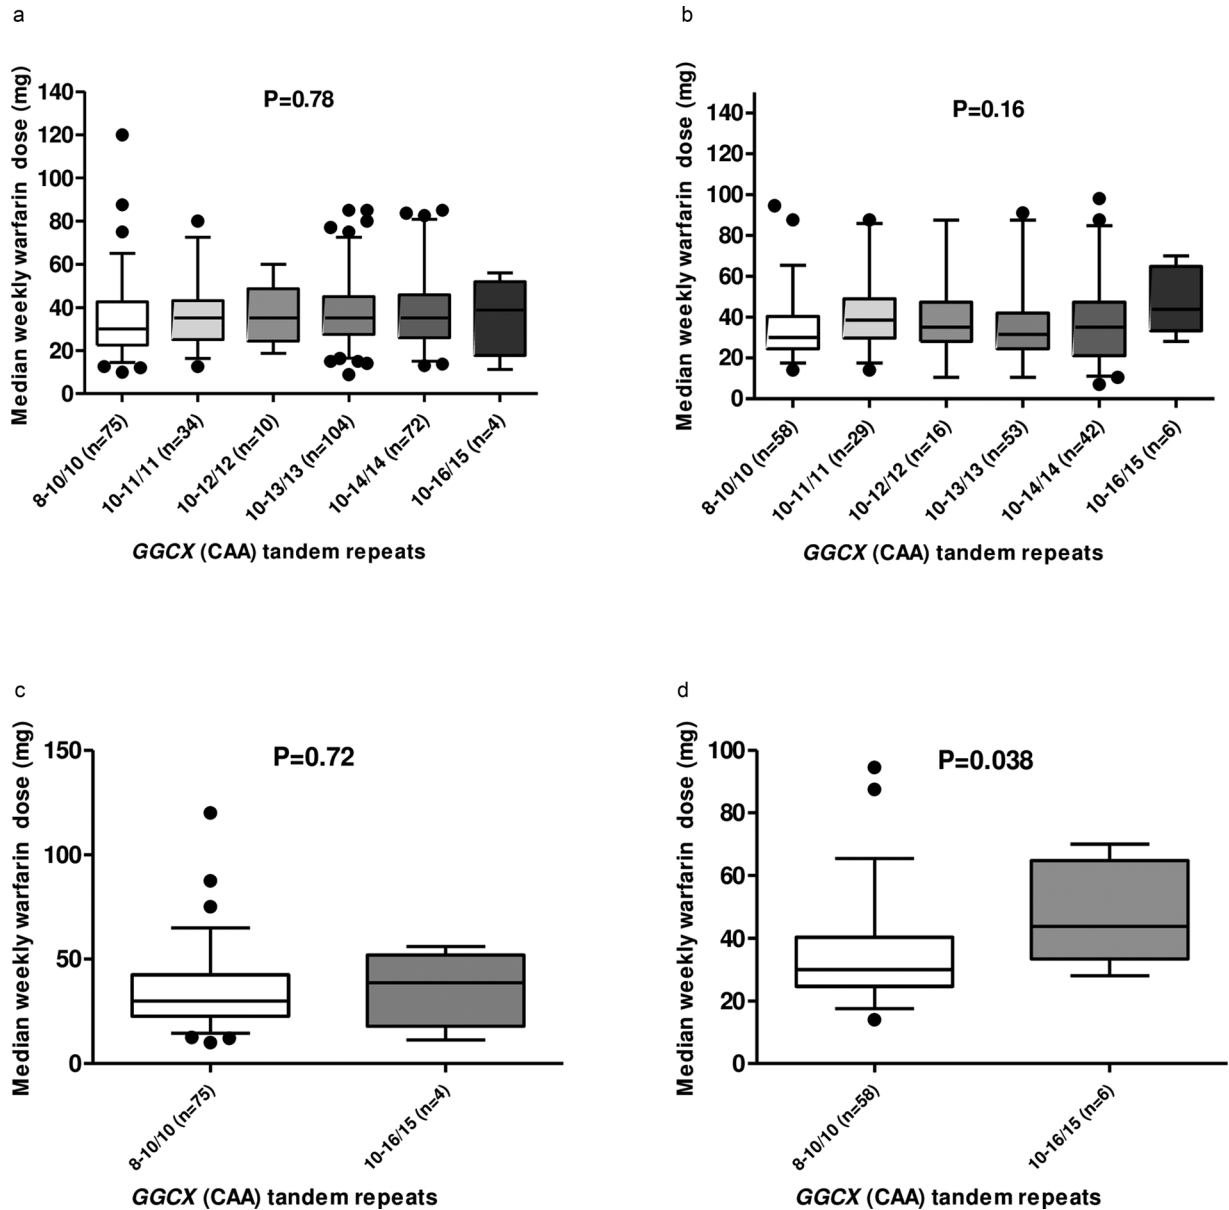 a
P=0.78
Median weekly warfarin dose (mg)
140
120
100
80
60
40
20
0
8-10/10 (n=75)
10-11/11 (n=34)
10-12/12 (n=10)
10-13/13 (n=104)
10-14/14 (n=72)
10-16/15 (n=4)
GGCX (CAA) tandem repeats
b
P=0.16
Median weekly warfarin dose (mg)
140
120
100
80
60
40
20
0
8-10/10 (n=58)
10-11/11 (n=29)
10-12/12 (n=16)
10-13/13 (n=53)
10-14/14 (n=42)
10-16/15 (n=6)
GGCX (CAA) tandem repeats
c
P=0.72
Median weekly warfarin dose (mg)
150
100
50
0
8-10/10 (n=75)
10-16/15 (n=4)
GGCX (CAA) tandem repeats
d
P=0.038
Median weekly warfarin dose (mg)
100
80
60
40
20
0
8-10/10 (n=58)
10-16/15 (n=6)
GGCX (CAA) tandem repeats